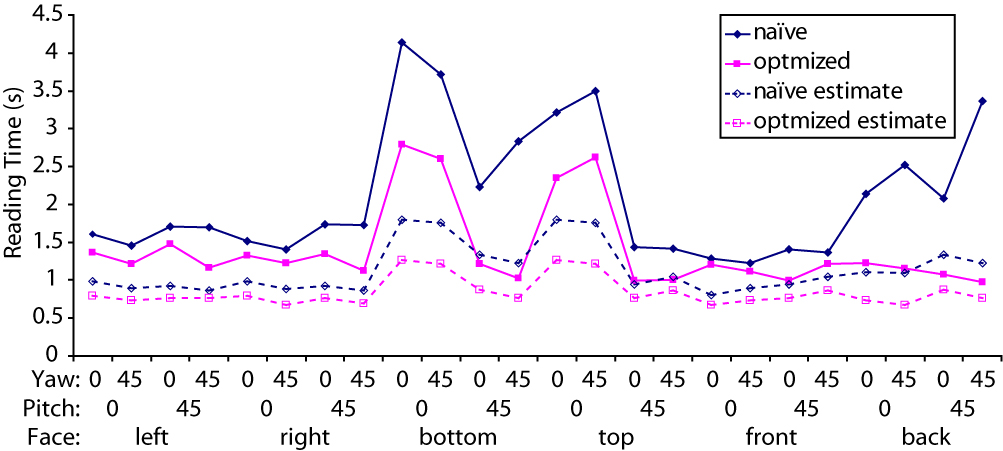 4.5
4
3.5
3
2.5
2
1.5
1
0.5
0
Reading Time (s)
naïve
optmized
naïve estimate
optmized estimate
Yaw: 0 45 0 45 0 45 0 45 0 45 0 45 0 45 0 45 0 45 0 45 0 45 0 45
Pitch: 0 45 0 45 0 45 0 45 0 45 0 45
Face: left right bottom top front back